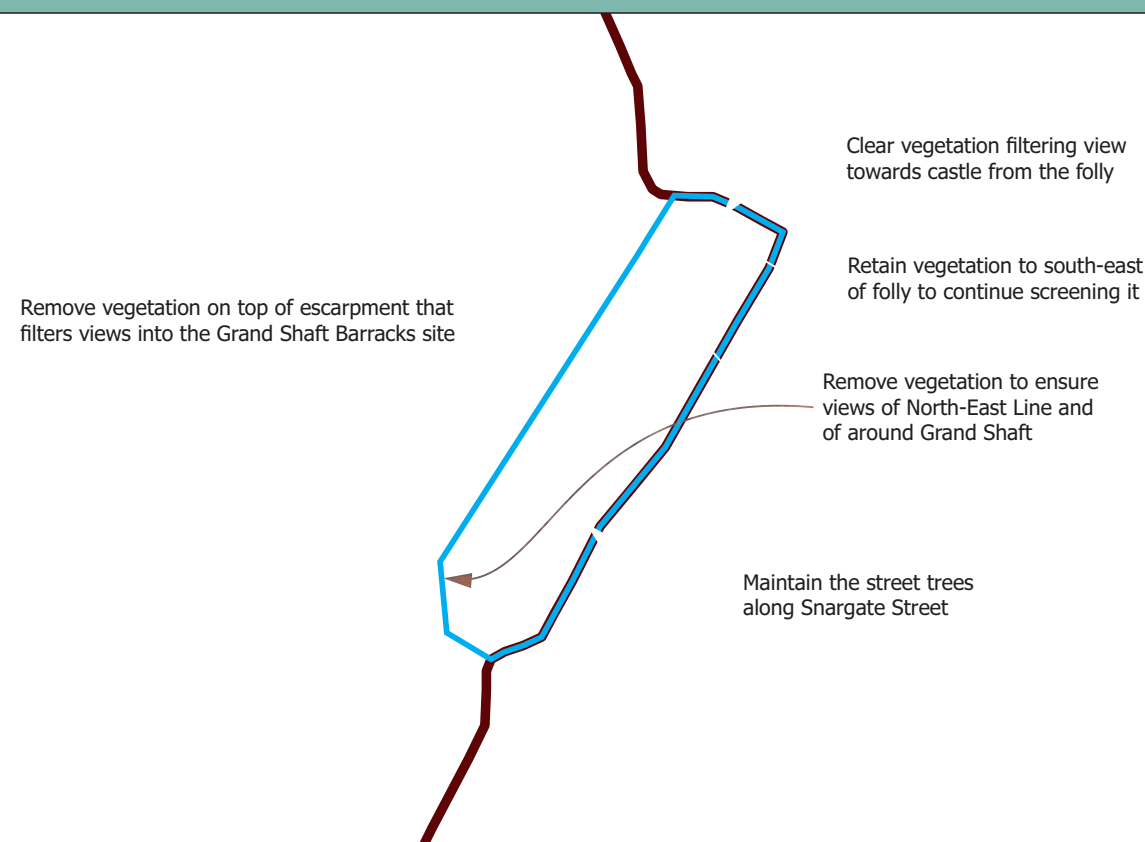 Clear vegetation filtering view
towards castle from the folly
Retain vegetation to south-east
of folly to continue screening it
Remove vegetation on top of escarpment that
filters views into the Grand Shaft Barracks site
Remove vegetation to ensure
views of North-East Line and
of around Grand Shaft
Maintain the street trees
along Snargate Street